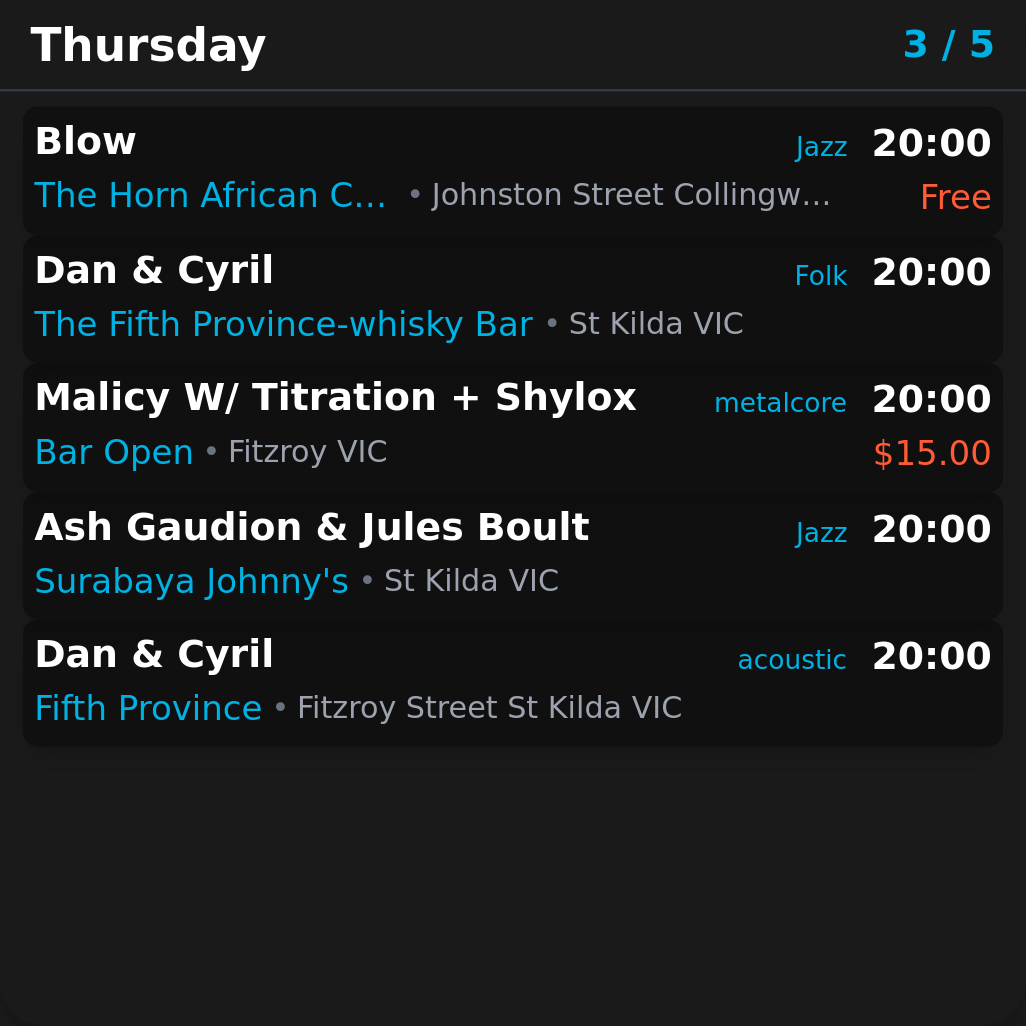 Thursday 3 / 5
Blow Jazz 20:00
The Horn African C... • Johnston Street Collingw... Free
Dan & Cyril Folk 20:00
The Fifth Province-whisky Bar • St Kilda VIC
Malicy W/ Titration + Shylox metalcore 20:00
Bar Open • Fitzroy VIC $15.00
Ash Gaudion & Jules Boult Jazz 20:00
Surabaya Johnny's • St Kilda VIC
Dan & Cyril acoustic 20:00
Fifth Province • Fitzroy Street St Kilda VIC